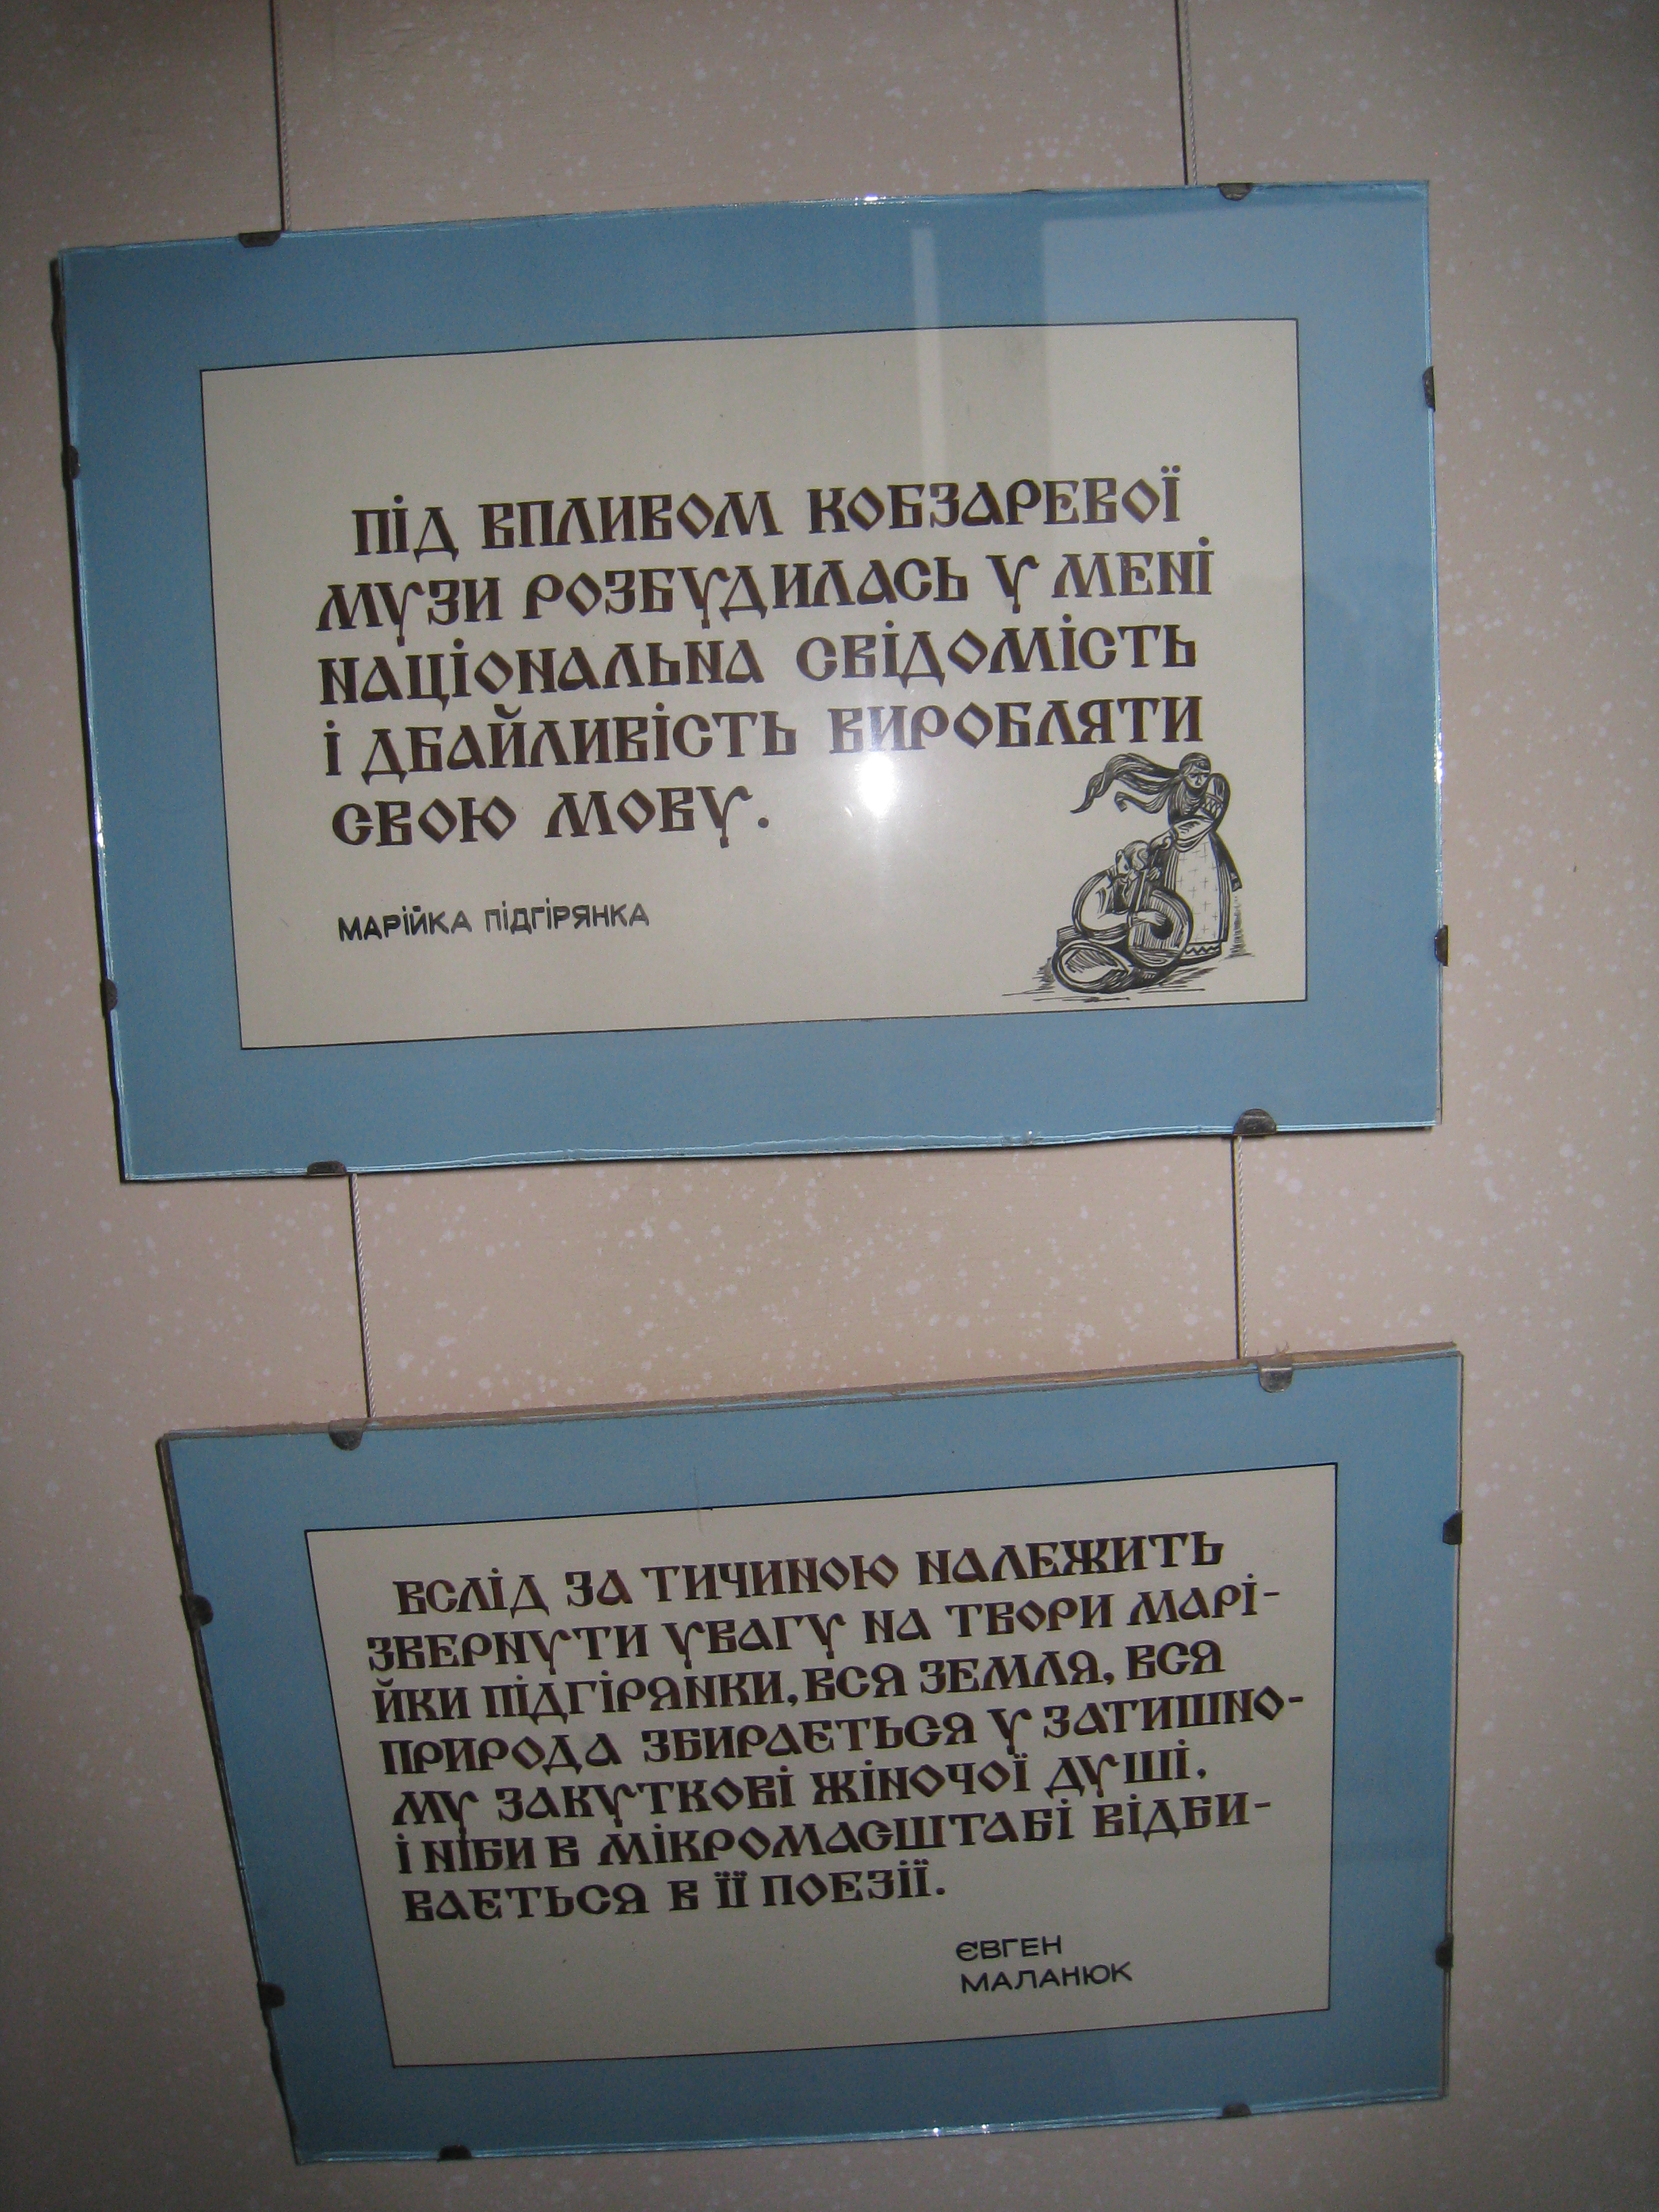 ПІД ВПЛИВОМ КОБЗАРЕВОЇ
МУЗИ РОЗБУДИЛАСЬ У МЕНІ
НАЦІОНАЛЬНА СВІДОМІСТЬ
І ДБАЙЛИВІСТЬ ВИРОБЛЯТИ
СВОЮ МОВУ.
МАРІЙКА ПІДГІРЯНКА
ВСЛІД ЗА ТИЧИНОЮ НАЛЕЖИТЬ
ЗВЕРНУТИ УВАГУ НА ТВОРИ МАРІ-
ЙКИ ПІДГІРЯНКИ, ВСЯ ЗЕМЛЯ, ВСЯ
ПРИРОДА ЗБИРАЄТЬСЯ У ЗАТИШНО-
МУ ЗАКУТКОВІ ЖІНОЧОЇ ДУШІ,
І НІБИ В МІКРОМАСШТАБІ ВІДБИ-
ВАЄТЬСЯ В ЇЇ ПОЕЗІЇ.
ЄВГЕН
МАЛАНЮК